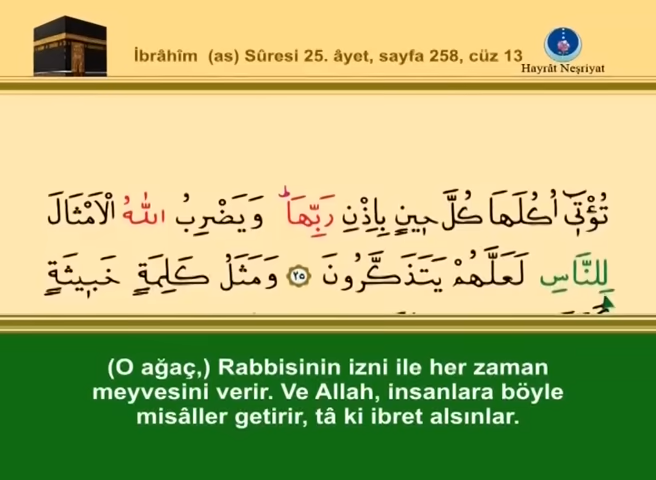 İbrâhîm (as) Sûresi 25. âyet, sayfa 258, cüz 13
Hayrât Neşriyat
تُؤْتٖٓي اُكُلَهَا كُلَّ حٖينٍ بِاِذْنِ رَبِّهَاۜ وَيَضْرِبُ اللّٰهُ الْاَمْثَالَ
لِلنَّاسِ لَعَلَّهُمْ يَتَذَكَّرُونَ ﴿٢٥﴾ وَمَثَلُ كَلِمَةٍ خَبٖيثَةٍ
(O ağaç,) Rabbisinin izni ile her zaman
meyvesini verir. Ve Allah, insanlara böyle
misâller getirir, tâ ki ibret alsınlar.